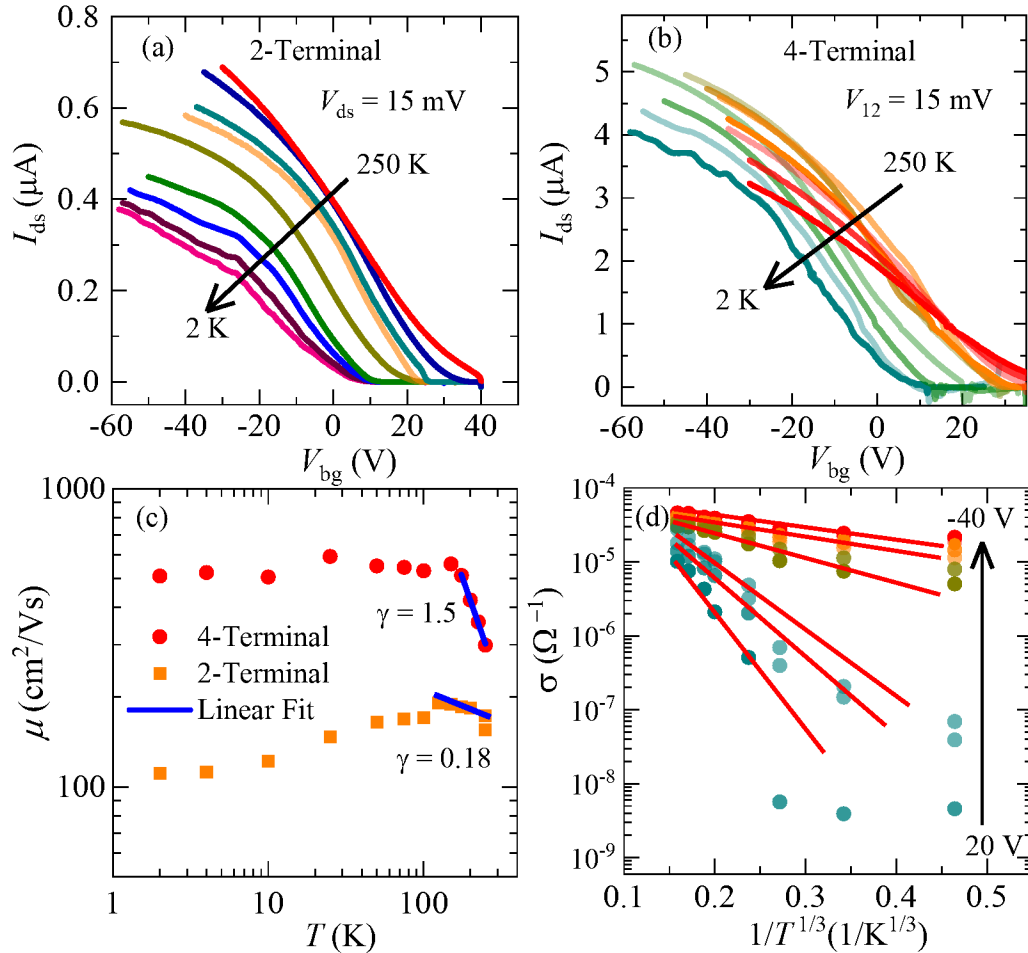 (a) 2-Terminal
V_ds = 15 mV
250 K
2 K
I_ds (μA)
0.8
0.6
0.4
0.2
0.0
-60 -40 -20 0 20 40
V_bg (V)
(b) 4-Terminal
V_12 = 15 mV
250 K
2 K
I_ds (μA)
5
4
3
2
1
0
-60 -40 -20 0 20
V_bg (V)
(c)
1000
100
μ (cm²/Vs)
γ = 1.5
4-Terminal
2-Terminal
Linear Fit
γ = 0.18
1 10 100
T (K)
(d)
-40 V
20 V
σ (Ω⁻¹)
10⁻⁴
10⁻⁵
10⁻⁶
10⁻⁷
10⁻⁸
10⁻⁹
0.1 0.2 0.3 0.4 0.5
1/T^1/3 (1/K^1/3)